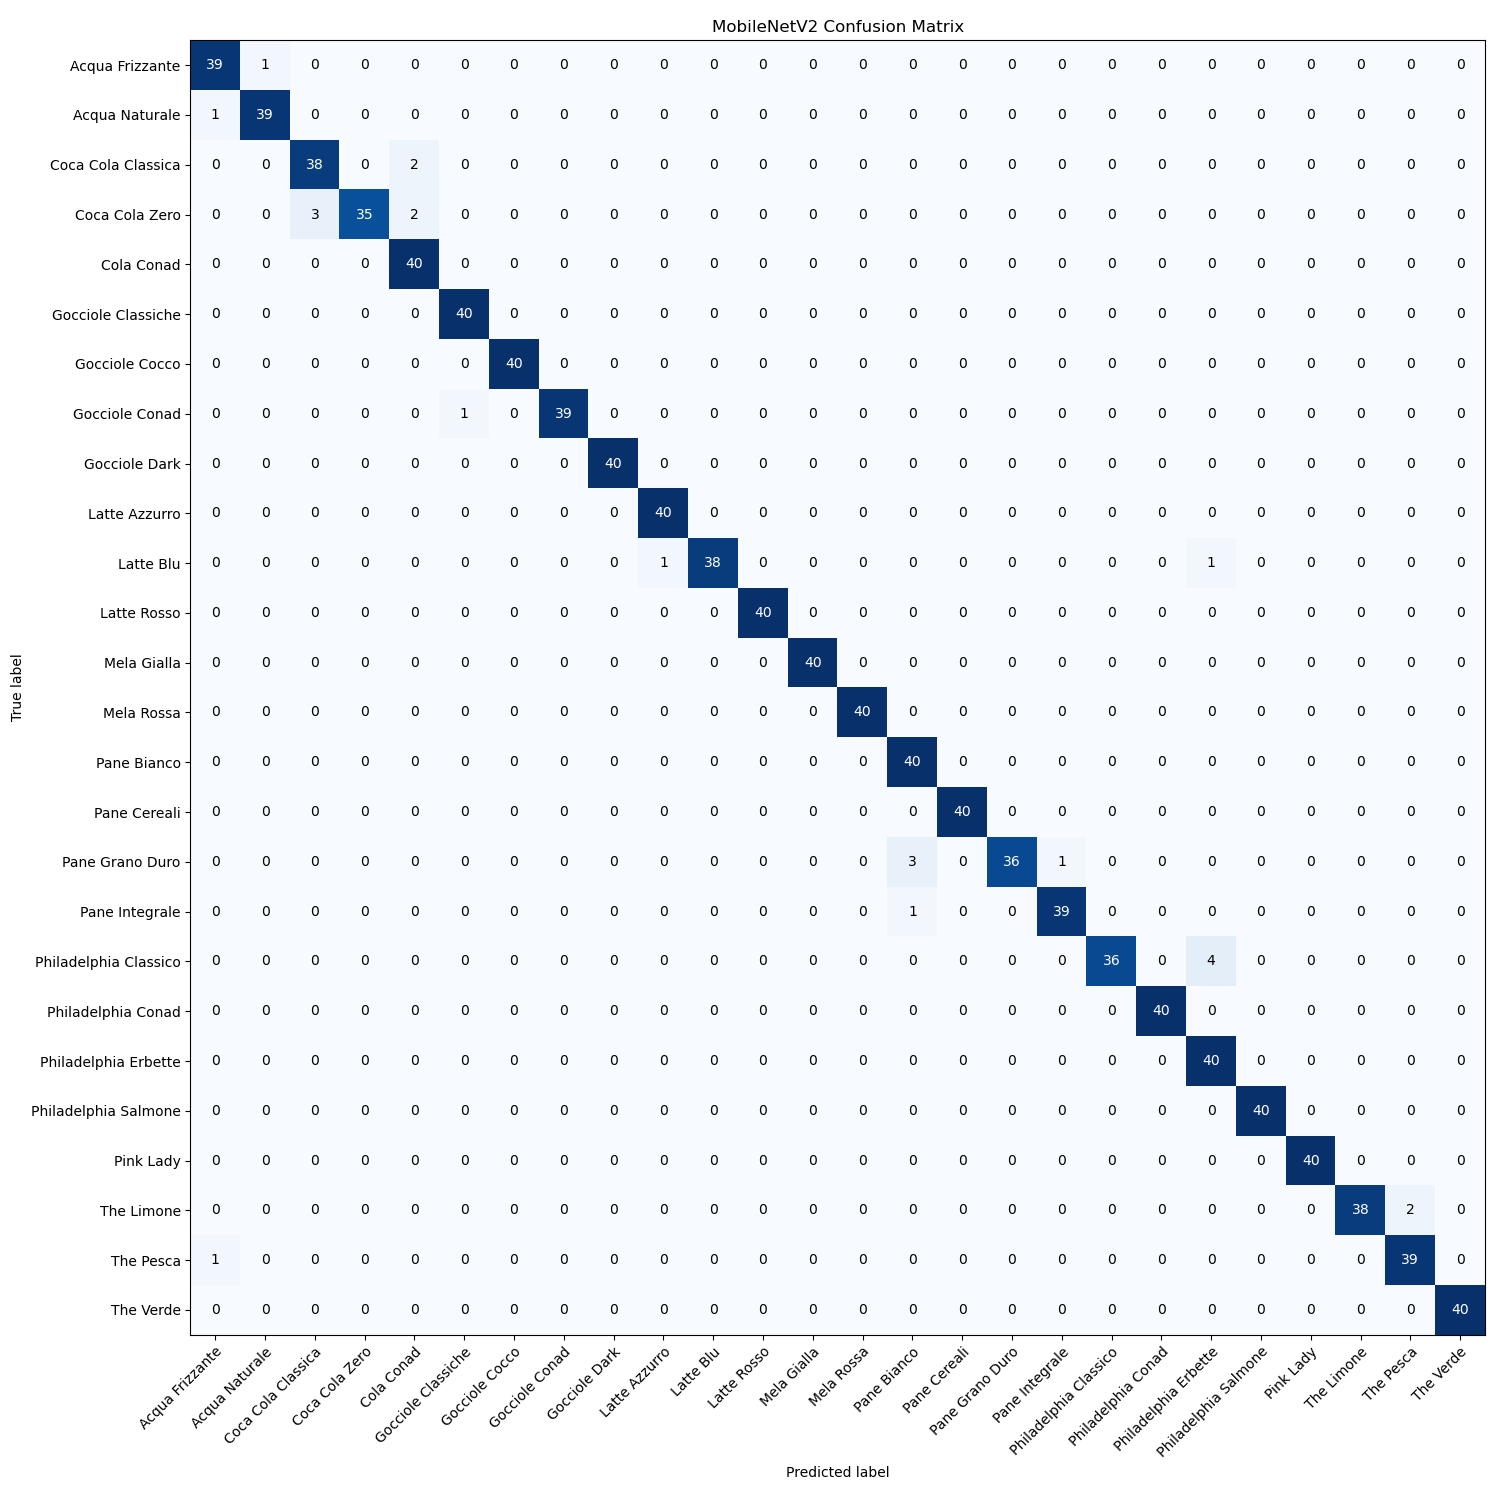 MobileNetV2 Confusion Matrix
True label
Acqua Frizzante 39 1 0 0 0 0 0 0 0 0 0 0 0 0 0 0 0 0 0 0 0 0 0 0 0 0
Acqua Naturale 1 39 0 0 0 0 0 0 0 0 0 0 0 0 0 0 0 0 0 0 0 0 0 0 0 0
Coca Cola Classica 0 0 38 0 2 0 0 0 0 0 0 0 0 0 0 0 0 0 0 0 0 0 0 0 0 0
Coca Cola Zero 0 0 3 35 2 0 0 0 0 0 0 0 0 0 0 0 0 0 0 0 0 0 0 0 0 0
Cola Conad 0 0 0 0 40 0 0 0 0 0 0 0 0 0 0 0 0 0 0 0 0 0 0 0 0 0
Gocciole Classiche 0 0 0 0 0 40 0 0 0 0 0 0 0 0 0 0 0 0 0 0 0 0 0 0 0 0
Gocciole Cocco 0 0 0 0 0 0 40 0 0 0 0 0 0 0 0 0 0 0 0 0 0 0 0 0 0 0
Gocciole Conad 0 0 0 0 0 1 0 39 0 0 0 0 0 0 0 0 0 0 0 0 0 0 0 0 0 0
Gocciole Dark 0 0 0 0 0 0 0 0 40 0 0 0 0 0 0 0 0 0 0 0 0 0 0 0 0 0
Latte Azzurro 0 0 0 0 0 0 0 0 0 40 0 0 0 0 0 0 0 0 0 0 0 0 0 0 0 0
Latte Blu 0 0 0 0 0 0 0 0 0 1 38 0 0 0 0 0 0 0 0 0 1 0 0 0 0 0
Latte Rosso 0 0 0 0 0 0 0 0 0 0 0 40 0 0 0 0 0 0 0 0 0 0 0 0 0 0
Mela Gialla 0 0 0 0 0 0 0 0 0 0 0 0 40 0 0 0 0 0 0 0 0 0 0 0 0 0
Mela Rossa 0 0 0 0 0 0 0 0 0 0 0 0 0 40 0 0 0 0 0 0 0 0 0 0 0 0
Pane Bianco 0 0 0 0 0 0 0 0 0 0 0 0 0 0 40 0 0 0 0 0 0 0 0 0 0 0
Pane Cereali 0 0 0 0 0 0 0 0 0 0 0 0 0 0 0 40 0 0 0 0 0 0 0 0 0 0
Pane Grano Duro 0 0 0 0 0 0 0 0 0 0 0 0 0 0 3 0 36 1 0 0 0 0 0 0 0 0
Pane Integrale 0 0 0 0 0 0 0 0 0 0 0 0 0 0 1 0 0 39 0 0 0 0 0 0 0 0
Philadelphia Classico 0 0 0 0 0 0 0 0 0 0 0 0 0 0 0 0 0 0 36 0 4 0 0 0 0 0
Philadelphia Conad 0 0 0 0 0 0 0 0 0 0 0 0 0 0 0 0 0 0 0 40 0 0 0 0 0 0
Philadelphia Erbette 0 0 0 0 0 0 0 0 0 0 0 0 0 0 0 0 0 0 0 0 40 0 0 0 0 0
Philadelphia Salmone 0 0 0 0 0 0 0 0 0 0 0 0 0 0 0 0 0 0 0 0 0 40 0 0 0 0
Pink Lady 0 0 0 0 0 0 0 0 0 0 0 0 0 0 0 0 0 0 0 0 0 0 40 0 0 0
The Limone 0 0 0 0 0 0 0 0 0 0 0 0 0 0 0 0 0 0 0 0 0 0 0 38 2 0
The Pesca 1 0 0 0 0 0 0 0 0 0 0 0 0 0 0 0 0 0 0 0 0 0 0 0 39 0
The Verde 0 0 0 0 0 0 0 0 0 0 0 0 0 0 0 0 0 0 0 0 0 0 0 0 0 40
Acqua Frizzante
Acqua Naturale
Coca Cola Classica
Coca Cola Zero
Cola Conad
Gocciole Classiche
Gocciole Cocco
Gocciole Conad
Gocciole Dark
Latte Azzurro
Latte Blu
Latte Rosso
Mela Gialla
Mela Rossa
Pane Bianco
Pane Cereali
Pane Grano Duro
Pane Integrale
Philadelphia Classico
Philadelphia Conad
Philadelphia Erbette
Philadelphia Salmone
Pink Lady
The Limone
The Pesca
The Verde
Predicted label